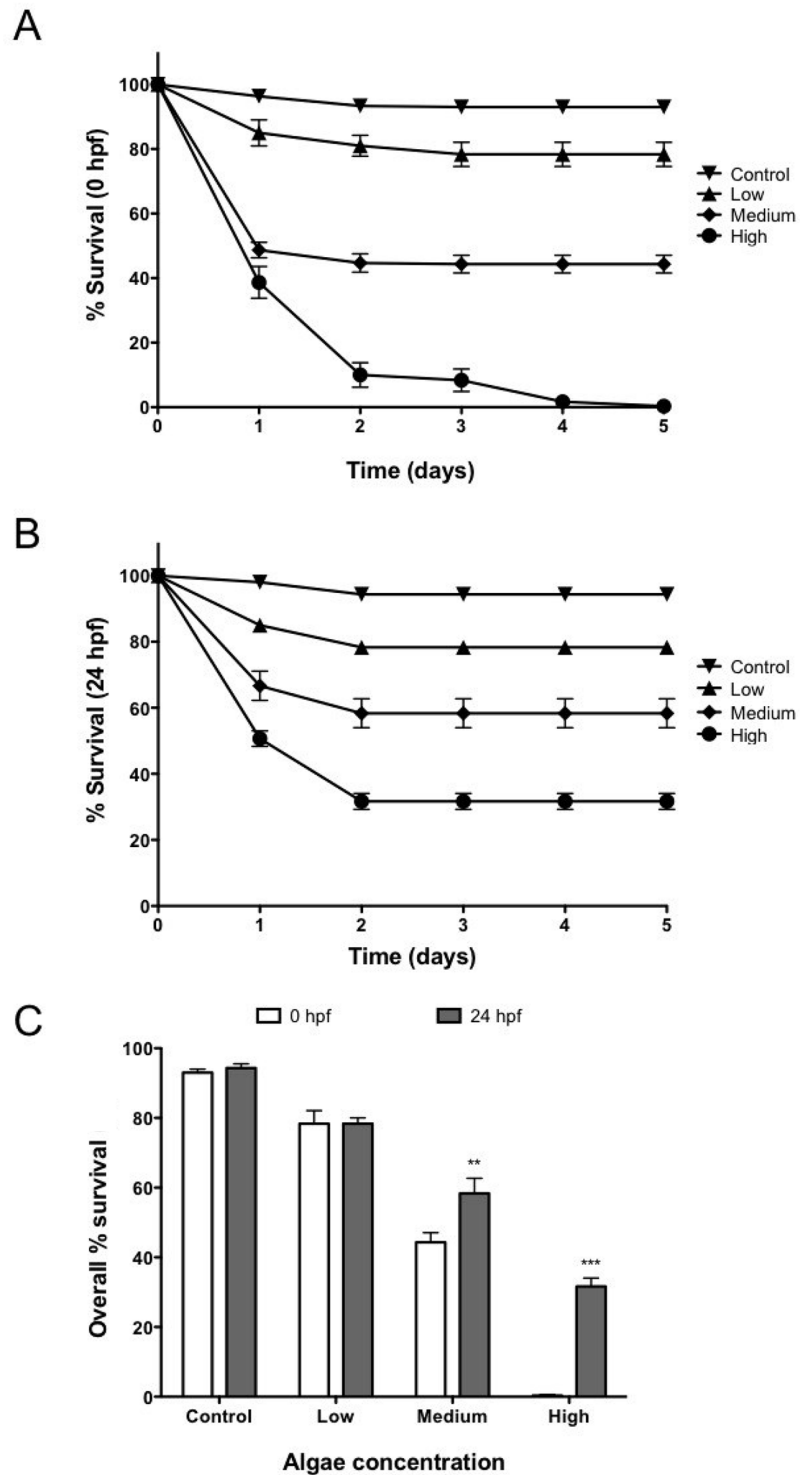 A
% Survival (0 hpf)
100
80
60
40
20
0
0 1 2 3 4 5
Time (days)
Control
Low
Medium
High
B
% Survival (24 hpf)
100
80
60
40
20
0
0 1 2 3 4 5
Time (days)
Control
Low
Medium
High
C
0 hpf 24 hpf
Overall % survival
100
80
60
40
20
0
**
***
Control Low Medium High
Algae concentration